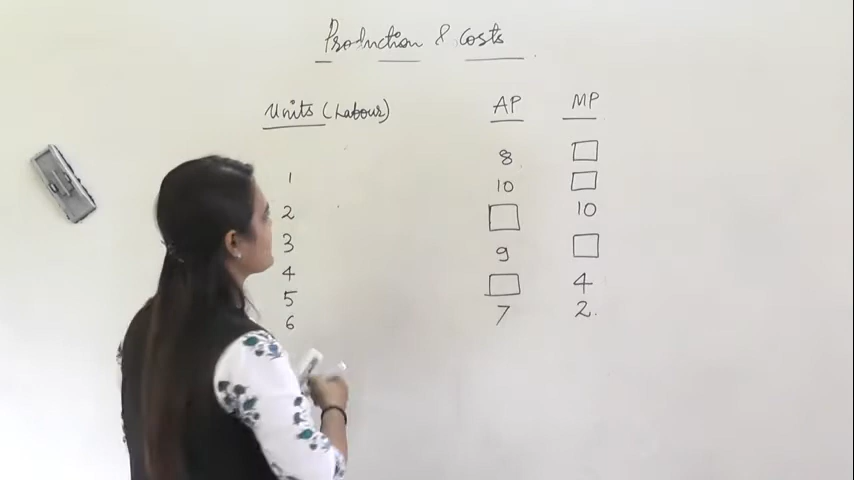 Production & Costs
Units (Labour) AP MP
1 8 □
2 10 □
3 □ 10
4 9 □
5 □ 4
6 7 2.